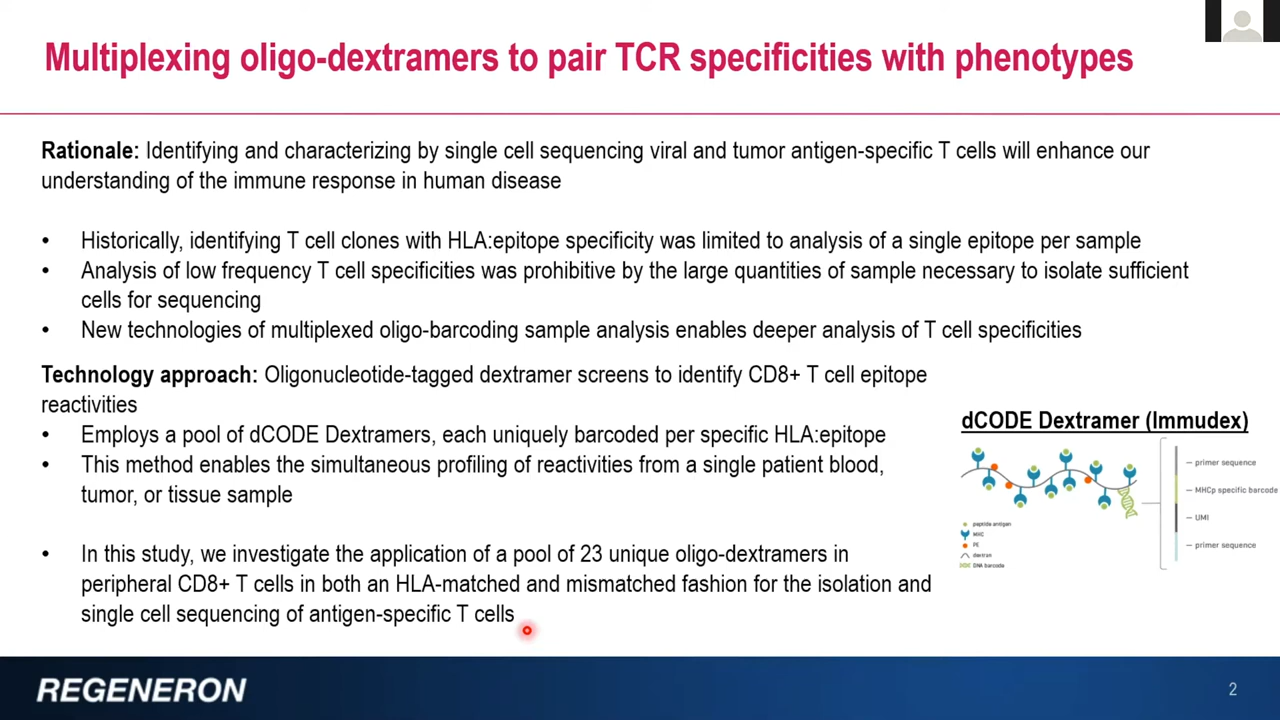 Multiplexing oligo-dextramers to pair TCR specificities with phenotypes
Rationale: Identifying and characterizing by single cell sequencing viral and tumor antigen-specific T cells will enhance our
understanding of the immune response in human disease
• Historically, identifying T cell clones with HLA:epitope specificity was limited to analysis of a single epitope per sample
• Analysis of low frequency T cell specificities was prohibitive by the large quantities of sample necessary to isolate sufficient
cells for sequencing
• New technologies of multiplexed oligo-barcoding sample analysis enables deeper analysis of T cell specificities
Technology approach: Oligonucleotide-tagged dextramer screens to identify CD8+ T cell epitope
reactivities
• Employs a pool of dCODE Dextramers, each uniquely barcoded per specific HLA:epitope
• This method enables the simultaneous profiling of reactivities from a single patient blood,
tumor, or tissue sample
• In this study, we investigate the application of a pool of 23 unique oligo-dextramers in
peripheral CD8+ T cells in both an HLA-matched and mismatched fashion for the isolation and
single cell sequencing of antigen-specific T cells
dCODE Dextramer (Immudex)
primer sequence
MHCp specific barcode
UMI
primer sequence
peptide antigen
MHC
PE
dextran
DNA barcode
REGENERON
2